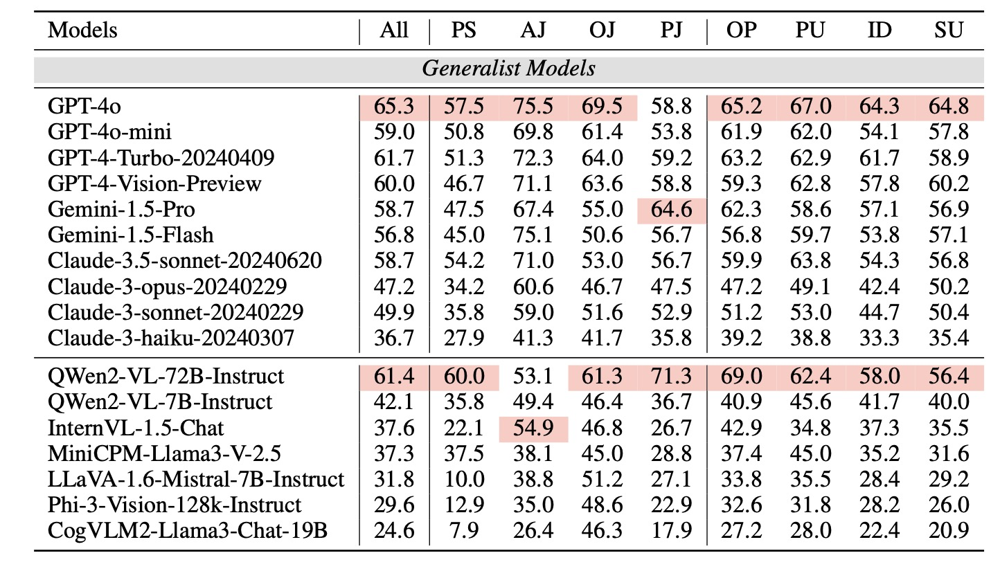 Models All PS AJ OJ PJ OP PU ID SU
Generalist Models
GPT-4o 65.3 57.5 75.5 69.5 58.8 65.2 67.0 64.3 64.8
GPT-4o-mini 59.0 50.8 69.8 61.4 53.8 61.9 62.0 54.1 57.8
GPT-4-Turbo-20240409 61.7 51.3 72.3 64.0 59.2 63.2 62.9 61.7 58.9
GPT-4-Vision-Preview 60.0 46.7 71.1 63.6 58.8 59.3 62.8 57.8 60.2
Gemini-1.5-Pro 58.7 47.5 67.4 55.0 64.6 62.3 58.6 57.1 56.9
Gemini-1.5-Flash 56.8 45.0 75.1 50.6 56.7 56.8 59.7 53.8 57.1
Claude-3.5-sonnet-20240620 58.7 54.2 71.0 53.0 56.7 59.9 63.8 54.3 56.8
Claude-3-opus-20240229 47.2 34.2 60.6 46.7 47.5 47.2 49.1 42.4 50.2
Claude-3-sonnet-20240229 49.9 35.8 59.0 51.6 52.9 51.2 53.0 44.7 50.4
Claude-3-haiku-20240307 36.7 27.9 41.3 41.7 35.8 39.2 38.8 33.3 35.4
QWen2-VL-72B-Instruct 61.4 60.0 53.1 61.3 71.3 69.0 62.4 58.0 56.4
QWen2-VL-7B-Instruct 42.1 35.8 49.4 46.4 36.7 40.9 45.6 41.7 40.0
InternVL-1.5-Chat 37.6 22.1 54.9 46.8 26.7 42.9 34.8 37.3 35.5
MiniCPM-Llama3-V-2.5 37.3 37.5 38.1 45.0 28.8 37.4 45.0 35.2 31.6
LLaVA-1.6-Mistral-7B-Instruct 31.8 10.0 38.8 51.2 27.1 33.8 35.5 28.4 29.2
Phi-3-Vision-128k-Instruct 29.6 12.9 35.0 48.6 22.9 32.6 31.8 28.2 26.0
CogVLM2-Llama3-Chat-19B 24.6 7.9 26.4 46.3 17.9 27.2 28.0 22.4 20.9